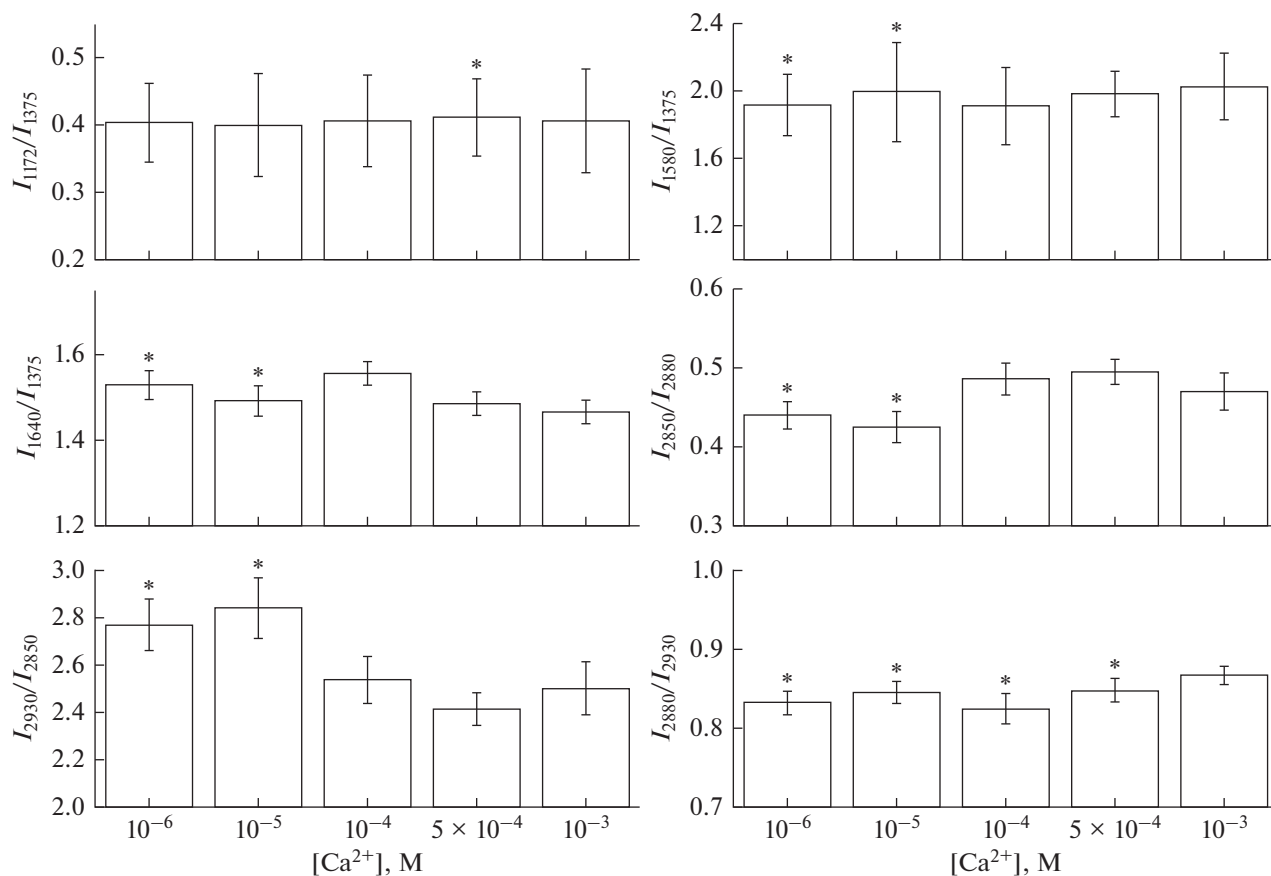 I1172/I1375
0.5
0.4
0.3
0.2
*
I1580/I1375
2.4
2.0
1.6
1.2
* *
I1640/I1375
1.6
1.4
1.2
* *
I2850/I2880
0.6
0.5
0.4
0.3
* *
I2930/I2850
3.0
2.8
2.6
2.4
2.2
2.0
* *
10−6 10−5 10−4 5 × 10−4 10−3
[Ca2+], M
I2880/I2930
1.0
0.9
0.8
0.7
* * * *
10−6 10−5 10−4 5 × 10−4 10−3
[Ca2+], M